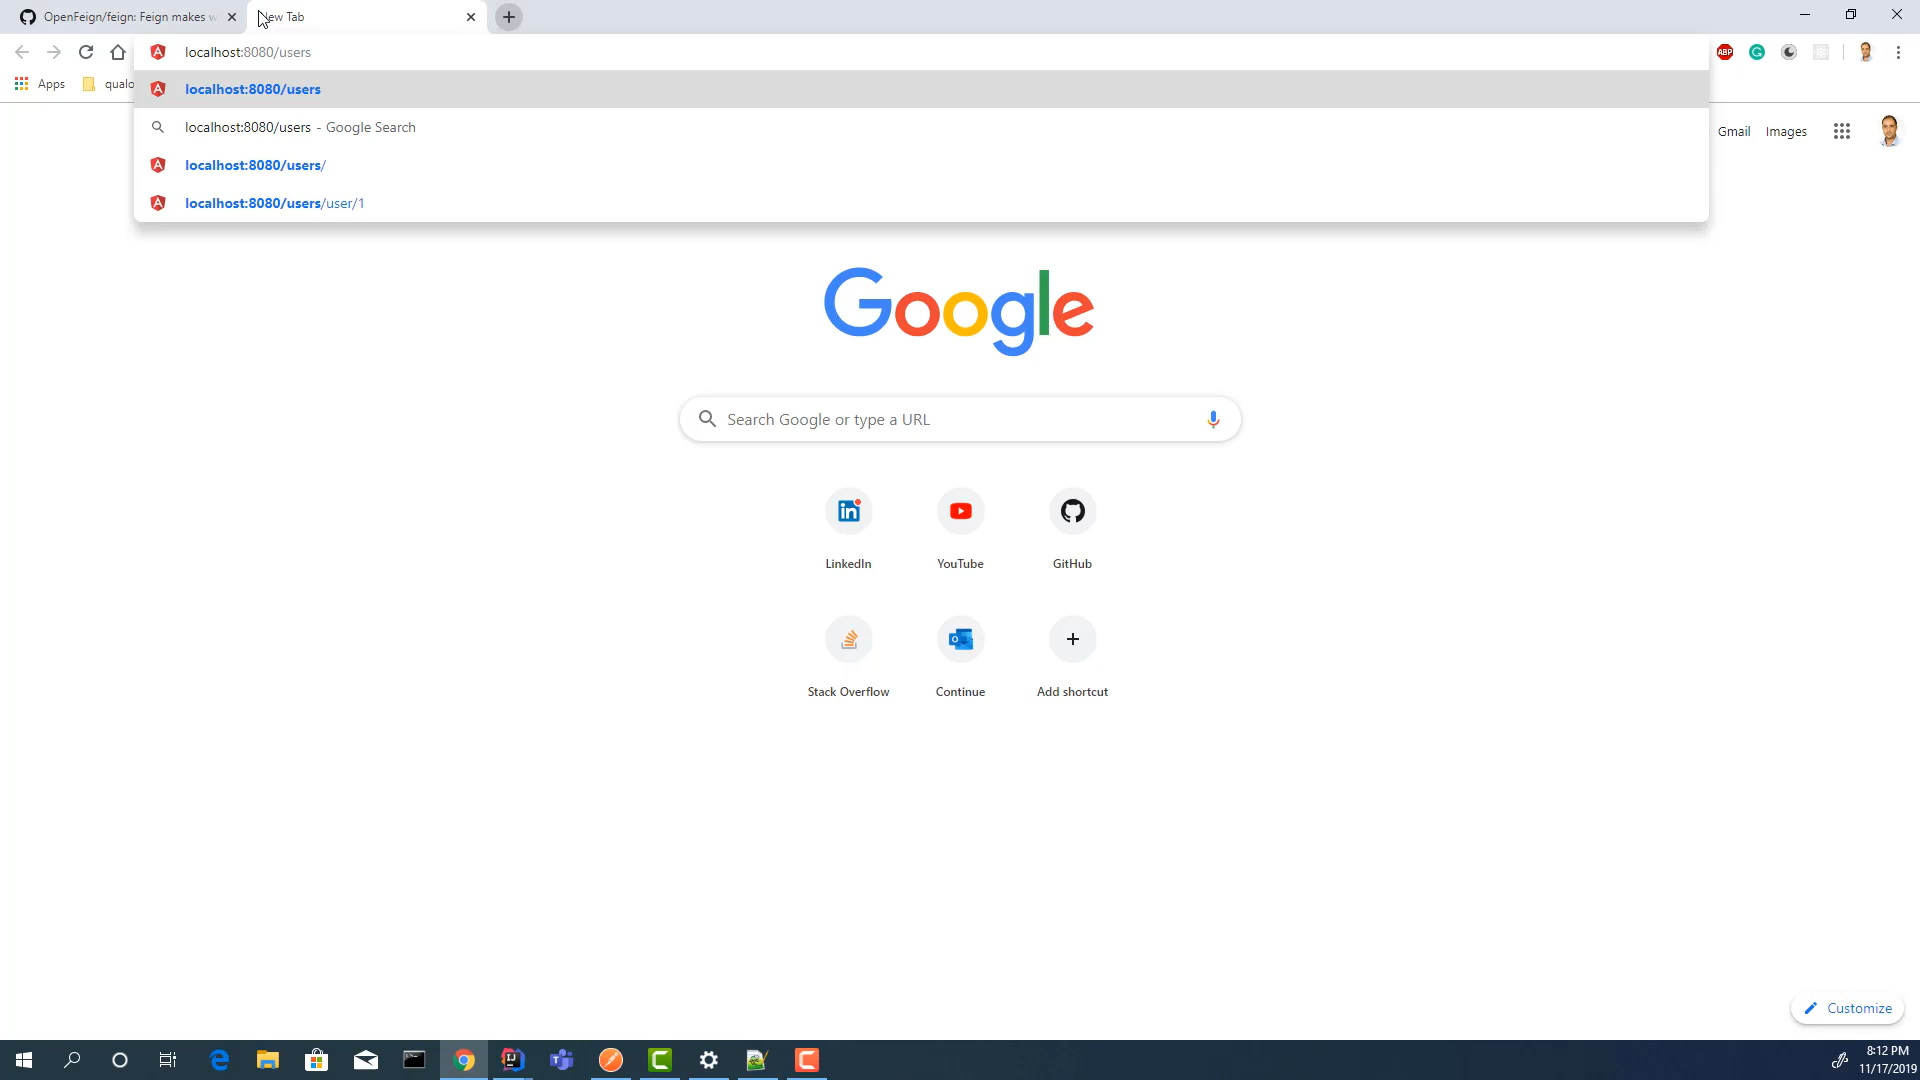 OpenFeign/feign: Feign makes w
New Tab
localhost:8080/users
Apps
qualo
localhost:8080/users
localhost:8080/users - Google Search
localhost:8080/users/
localhost:8080/users/user/1
ABP
Gmail
Images
Google
Search Google or type a URL
LinkedIn
YouTube
GitHub
Stack Overflow
Continue
Add shortcut
Customize
8:12 PM
11/17/2019